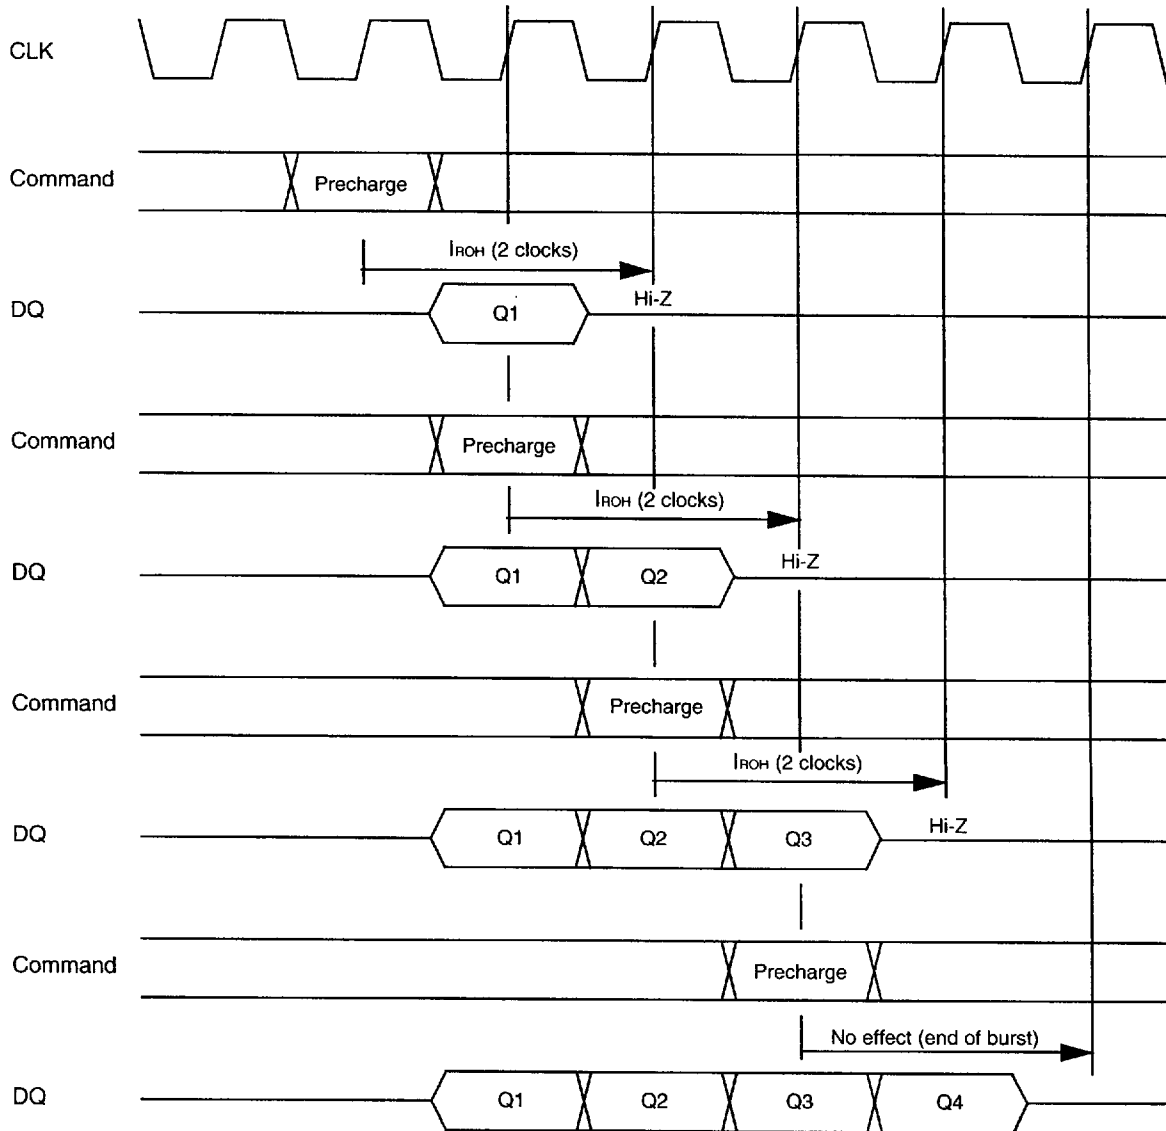 CLK
Command
Precharge
IROH (2 clocks)
DQ
Q1
Hi-Z
Command
Precharge
IROH (2 clocks)
DQ
Q1
Q2
Hi-Z
Command
Precharge
IROH (2 clocks)
DQ
Q1
Q2
Q3
Hi-Z
Command
Precharge
No effect (end of burst)
DQ
Q1
Q2
Q3
Q4